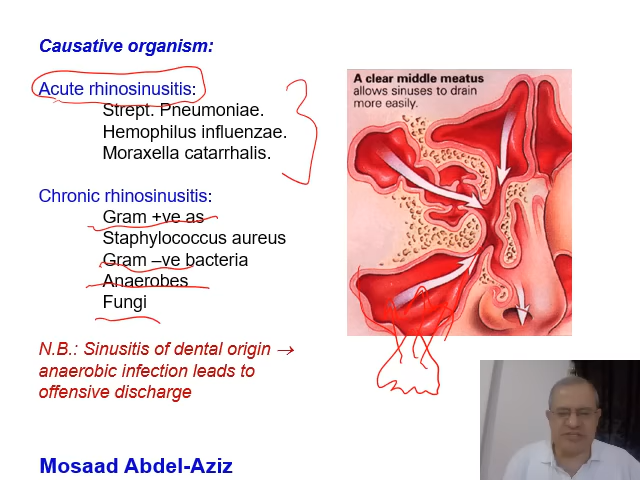 Causative organism:
Acute rhinosinusitis:
Strept. Pneumoniae.
Hemophilus influenzae.
Moraxella catarrhalis.
Chronic rhinosinusitis:
Gram +ve as
Staphylococcus aureus
Gram –ve bacteria
Anaerobes
Fungi
N.B.: Sinusitis of dental origin →
anaerobic infection leads to
offensive discharge
Mosaad Abdel-Aziz
A clear middle meatus
allows sinuses to drain
more easily.